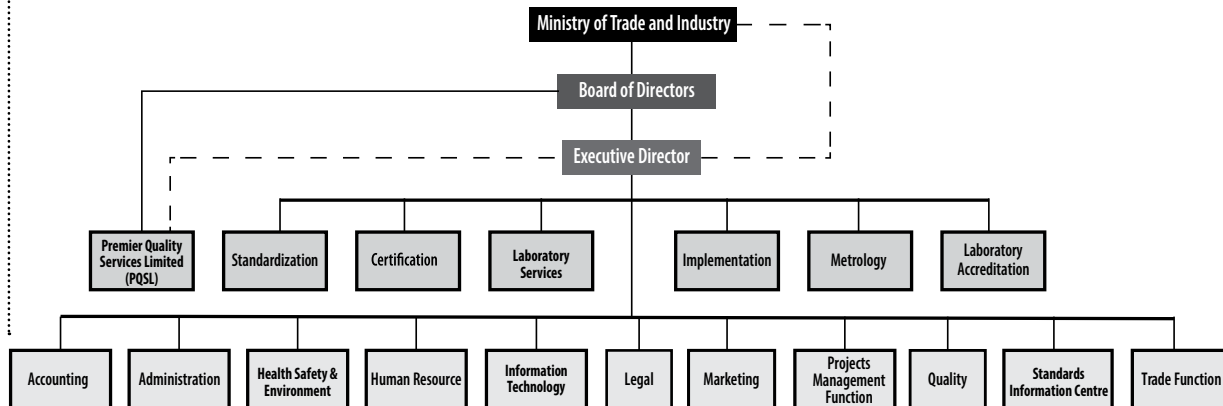 Ministry of Trade and Industry
Board of Directors
Executive Director
Premier Quality
Services Limited
(PQSL)
Standardization
Certification
Laboratory
Services
Implementation
Metrology
Laboratory
Accreditation
Accounting
Administration
Health Safety &
Environment
Human Resource
Information
Technology
Legal
Marketing
Projects
Management
Function
Quality
Standards
Information Centre
Trade Function